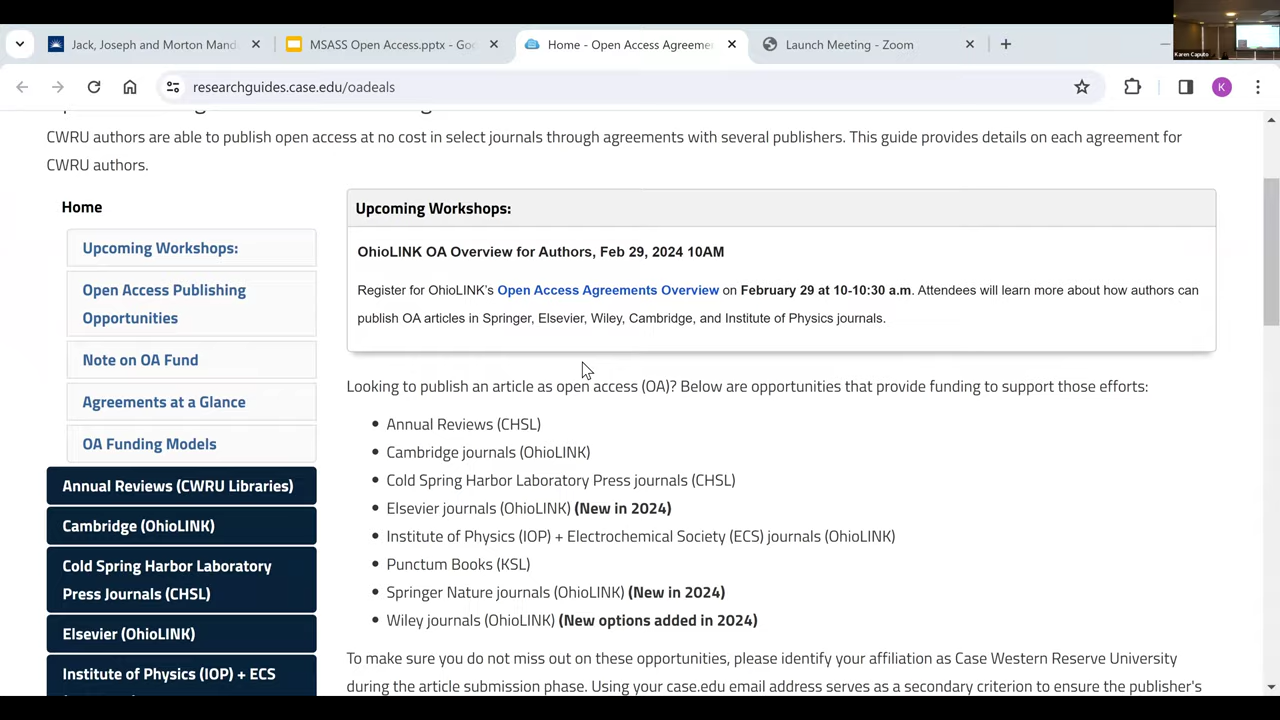 Jack, Joseph and Morton Mand
MSASS Open Access.pptx - Goo
Home - Open Access Agreeme
Launch Meeting - Zoom
Karen Caputo
researchguides.case.edu/oadeals
K
CWRU authors are able to publish open access at no cost in select journals through agreements with several publishers. This guide provides details on each agreement for
CWRU authors.
Home
Upcoming Workshops:
Open Access Publishing
Opportunities
Note on OA Fund
Agreements at a Glance
OA Funding Models
Annual Reviews (CWRU Libraries)
Cambridge (OhioLINK)
Cold Spring Harbor Laboratory
Press Journals (CHSL)
Elsevier (OhioLINK)
Institute of Physics (IOP) + ECS
Upcoming Workshops:
OhioLINK OA Overview for Authors, Feb 29, 2024 10AM
Register for OhioLINK's Open Access Agreements Overview on February 29 at 10-10:30 a.m. Attendees will learn more about how authors can
publish OA articles in Springer, Elsevier, Wiley, Cambridge, and Institute of Physics journals.
Looking to publish an article as open access (OA)? Below are opportunities that provide funding to support those efforts:
• Annual Reviews (CHSL)
• Cambridge journals (OhioLINK)
• Cold Spring Harbor Laboratory Press journals (CHSL)
• Elsevier journals (OhioLINK) (New in 2024)
• Institute of Physics (IOP) + Electrochemical Society (ECS) journals (OhioLINK)
• Punctum Books (KSL)
• Springer Nature journals (OhioLINK) (New in 2024)
• Wiley journals (OhioLINK) (New options added in 2024)
To make sure you do not miss out on these opportunities, please identify your affiliation as Case Western Reserve University
during the article submission phase. Using your case.edu email address serves as a secondary criterion to ensure the publisher's